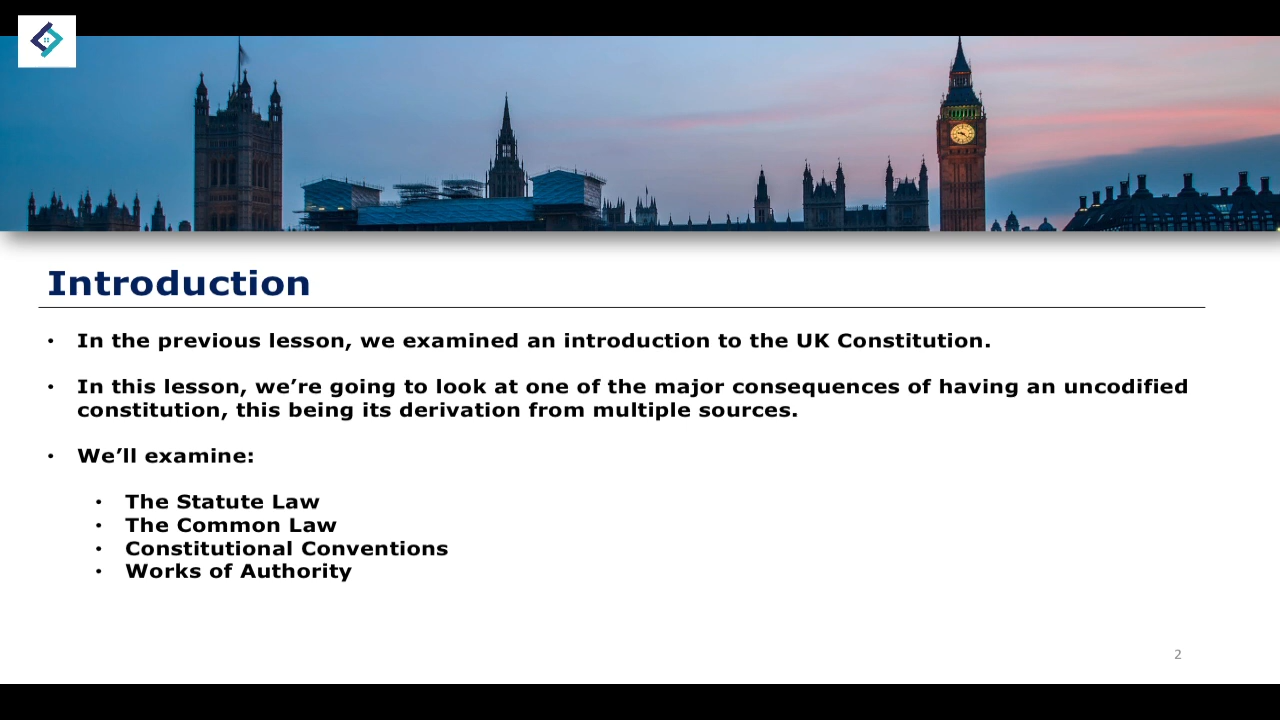 Introduction
• In the previous lesson, we examined an introduction to the UK Constitution.
• In this lesson, we’re going to look at one of the major consequences of having an uncodified
constitution, this being its derivation from multiple sources.
• We’ll examine:
• The Statute Law
• The Common Law
• Constitutional Conventions
• Works of Authority
2